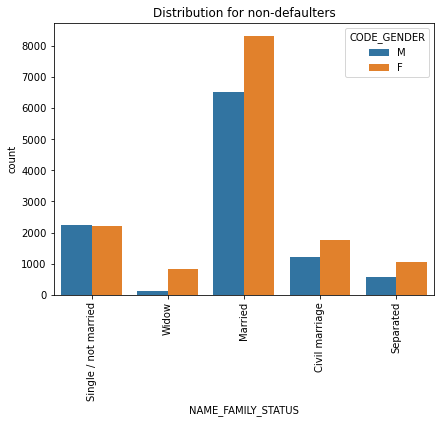 Distribution for non-defaulters
CODE_GENDER
M
F
count
8000
7000
6000
5000
4000
3000
2000
1000
0
Single / not married
Widow
Married
Civil marriage
Separated
NAME_FAMILY_STATUS